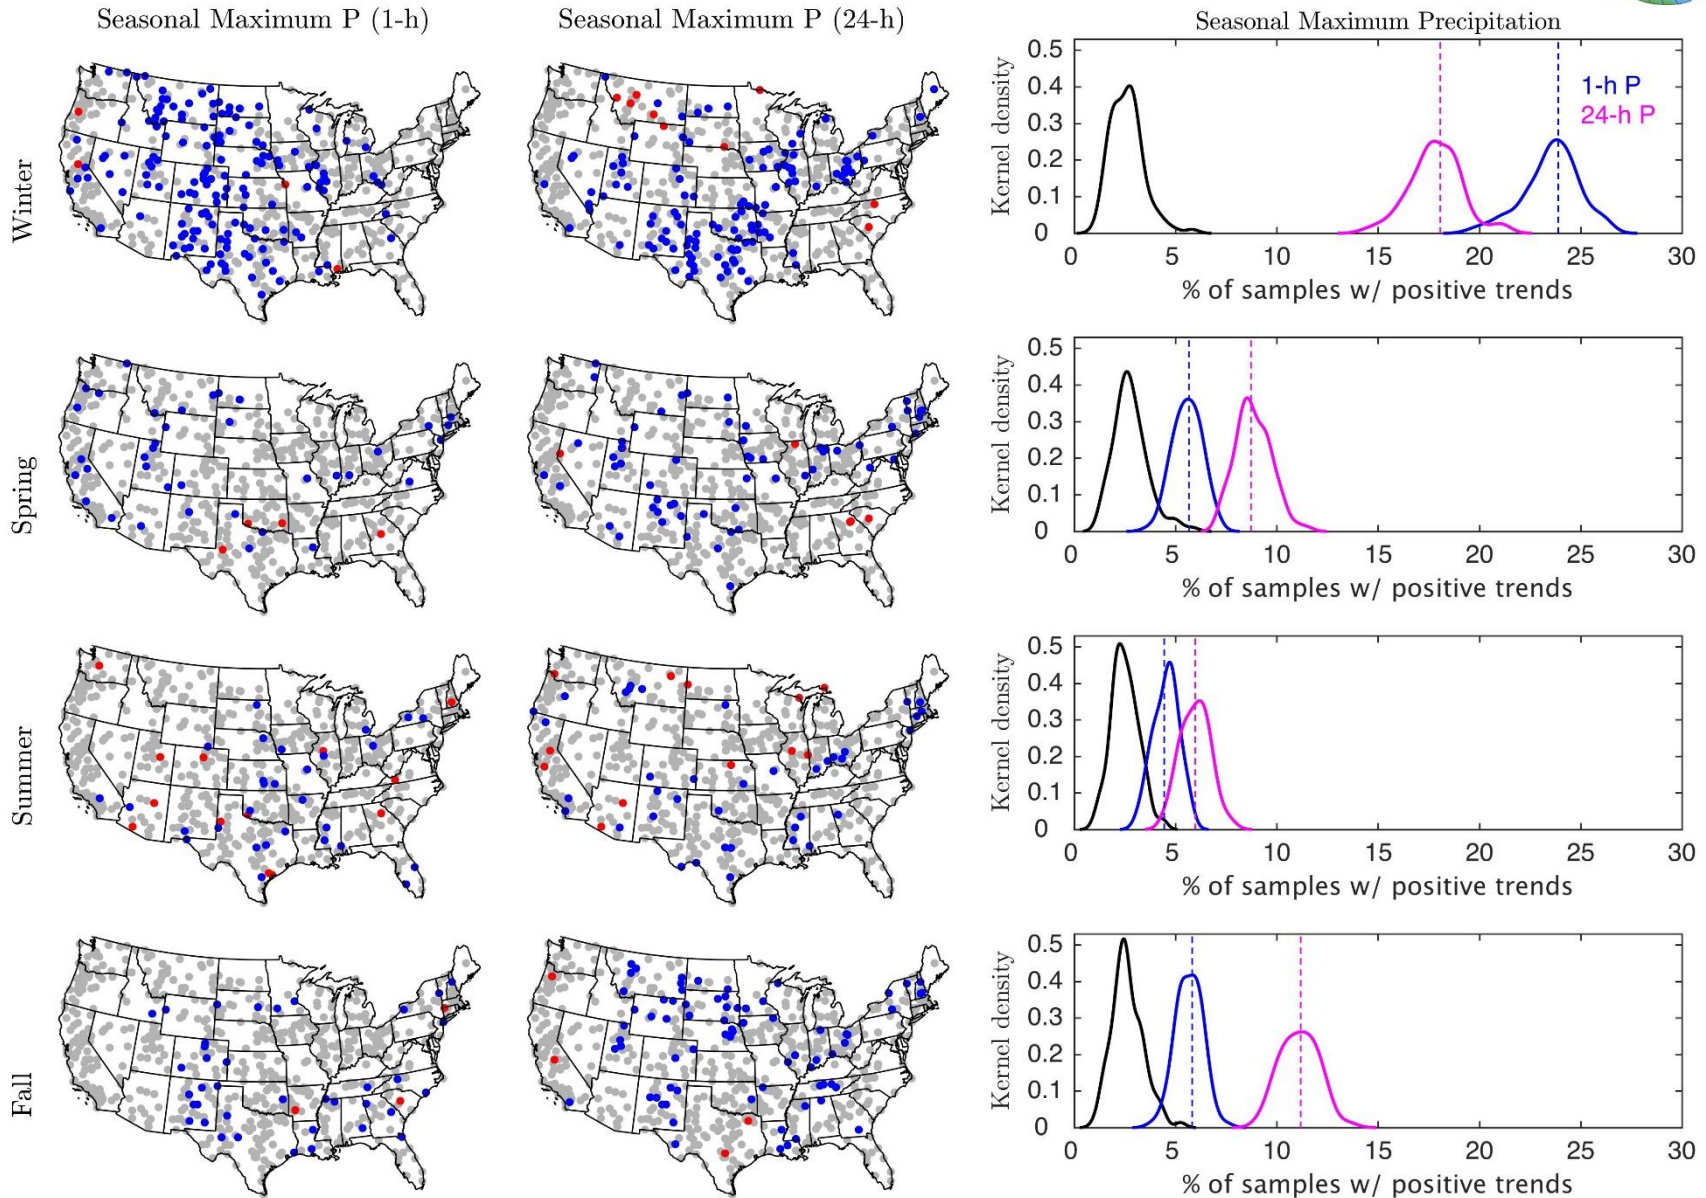 Seasonal Maximum P (1-h)
Seasonal Maximum P (24-h)
Seasonal Maximum Precipitation
Winter
Kernel density
0.5
0.4
0.3
0.2
0.1
0
1-h P
24-h P
0 5 10 15 20 25 30
% of samples w/ positive trends
Spring
Kernel density
0.5
0.4
0.3
0.2
0.1
0
0 5 10 15 20 25 30
% of samples w/ positive trends
Summer
Kernel density
0.5
0.4
0.3
0.2
0.1
0
0 5 10 15 20 25 30
% of samples w/ positive trends
Fall
Kernel density
0.5
0.4
0.3
0.2
0.1
0
0 5 10 15 20 25 30
% of samples w/ positive trends